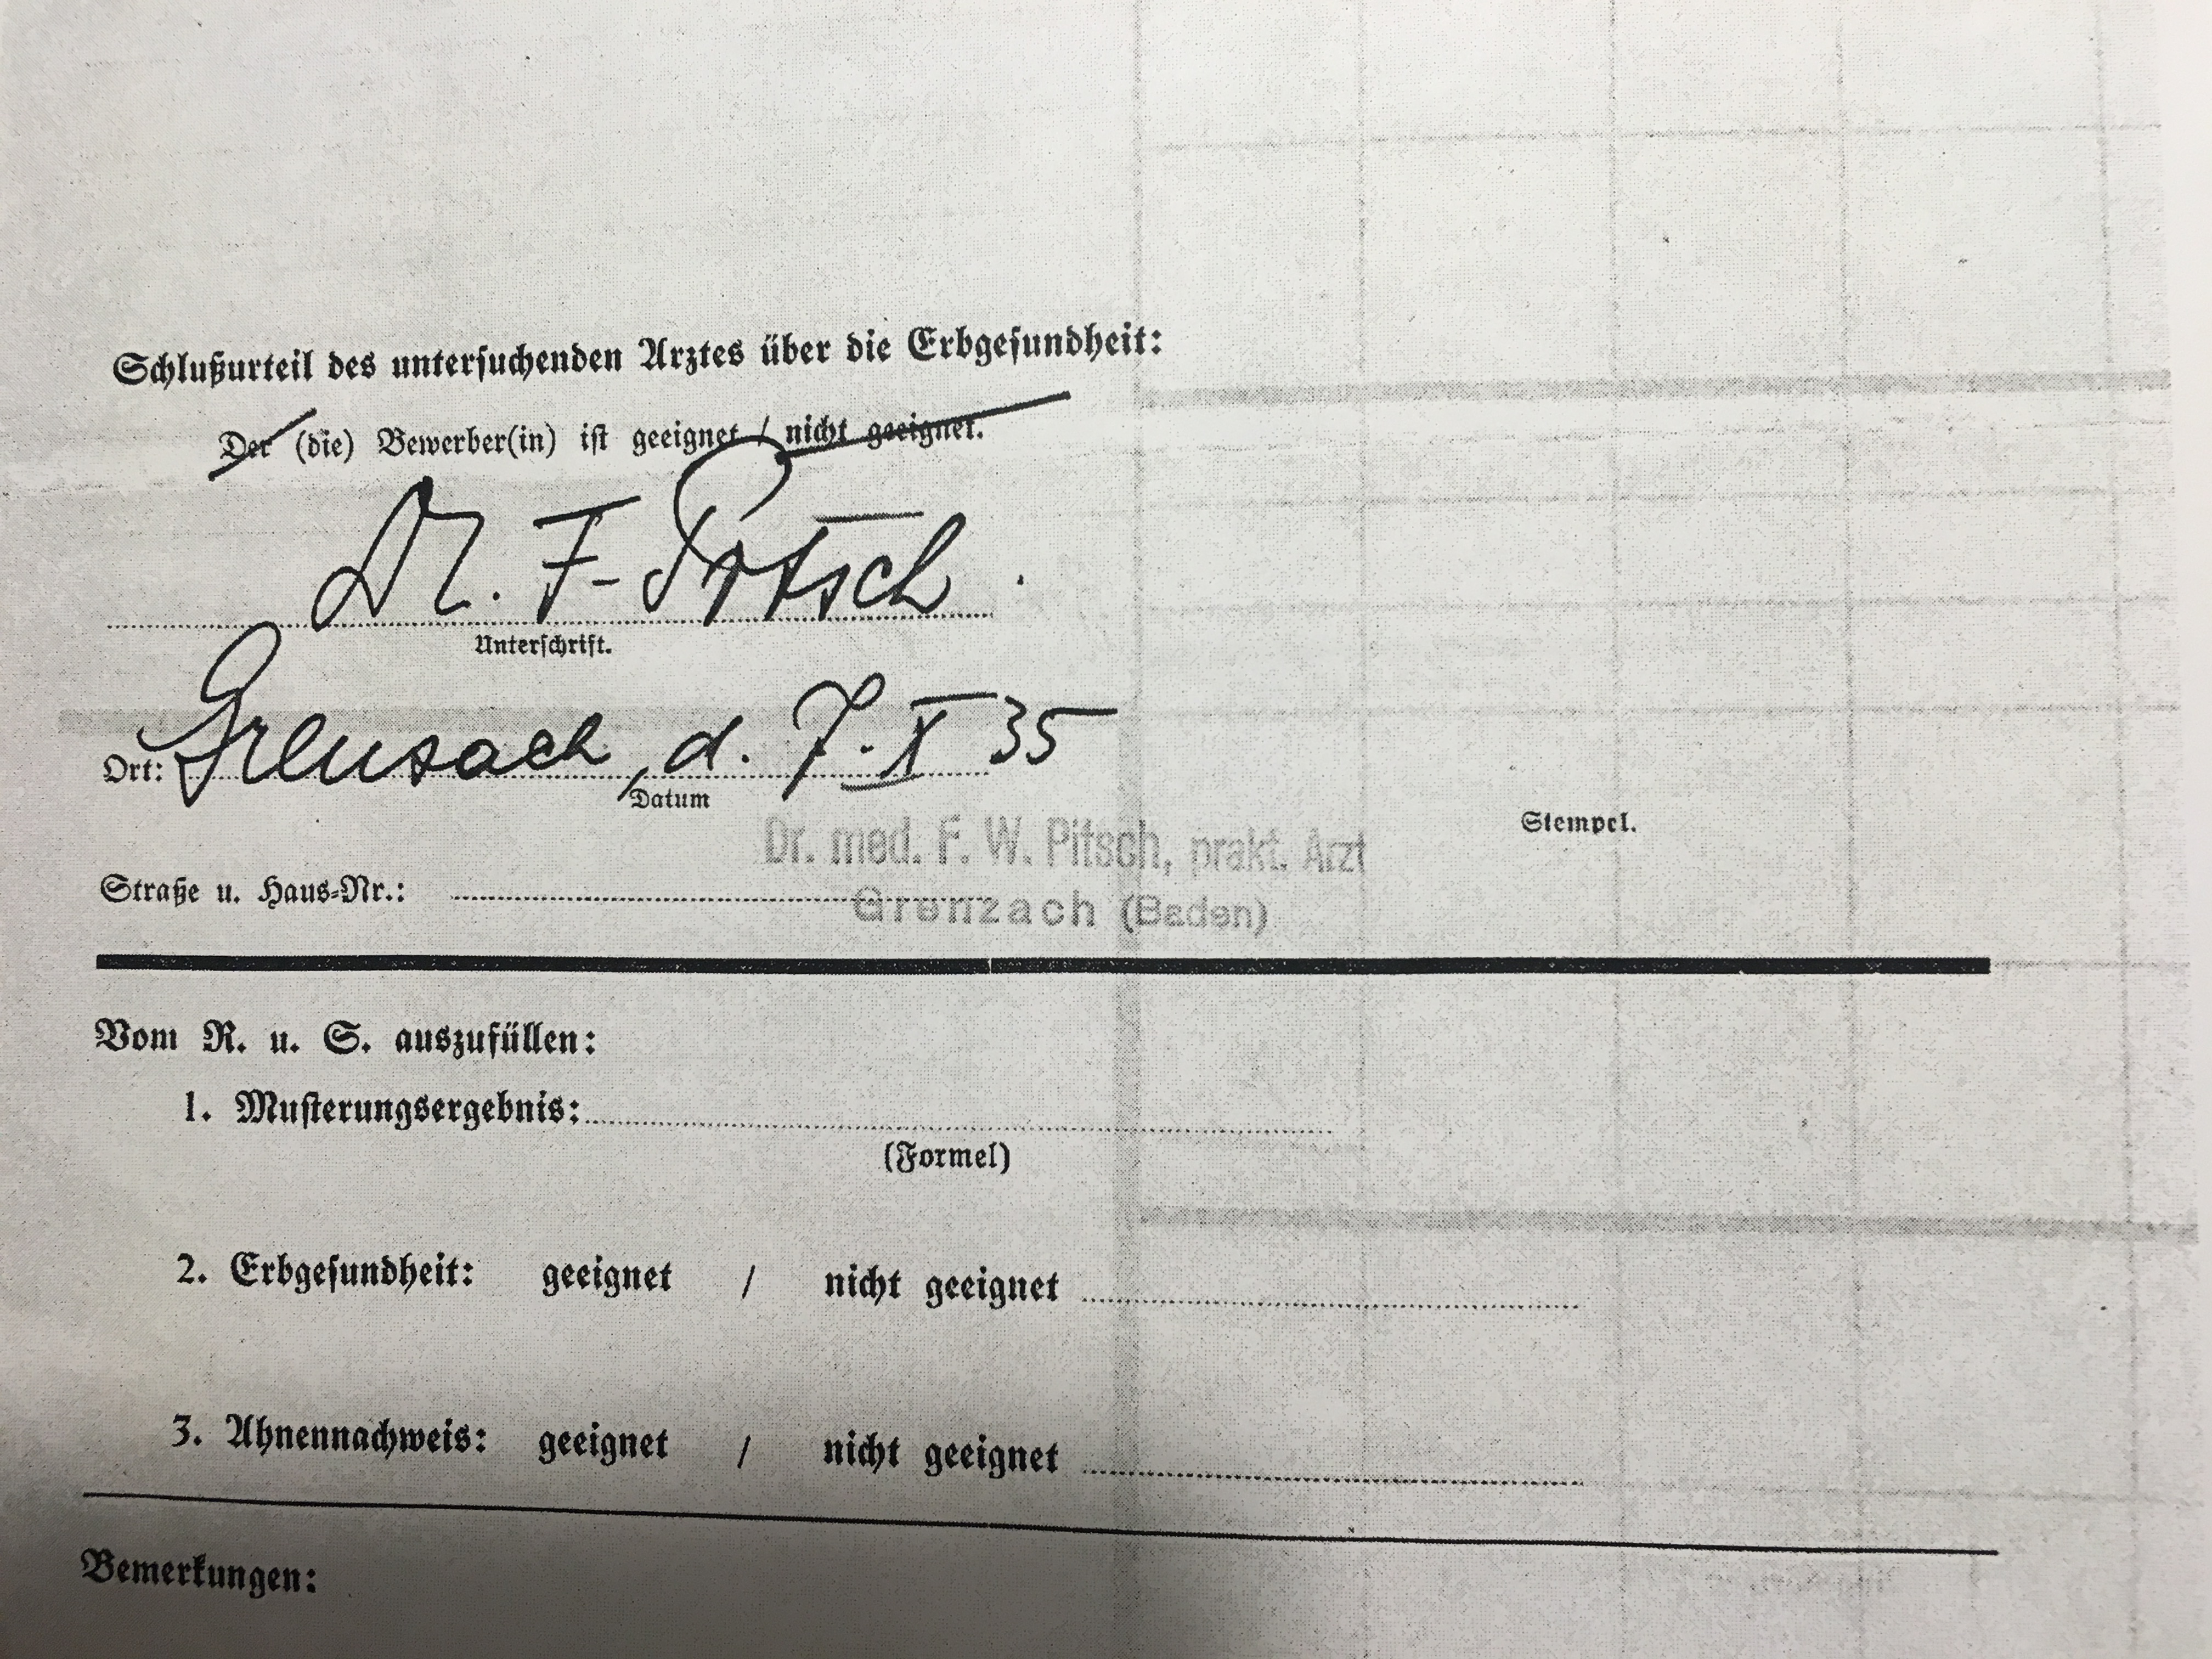 Schlußurteil des untersuchenden Arztes über die Erbgesundheit:
Der (die) Bewerber(in) ist geeignet / nicht geeignet.
Dr. F. Pitsch.
Unterschrift.
Ort: Grenzach, d. 7. X 35
Datum
Stempel.
Dr. med. F. W. Pitsch, prakt. Arzt
Straße u. Haus-Nr.:
Grenzach (Baden)
Vom R. u. S. auszufüllen:
1. Musterungsergebnis:
(Formel)
2. Erbgesundheit: geeignet / nicht geeignet
3. Ahnennachweis: geeignet / nicht geeignet
Bemerkungen: